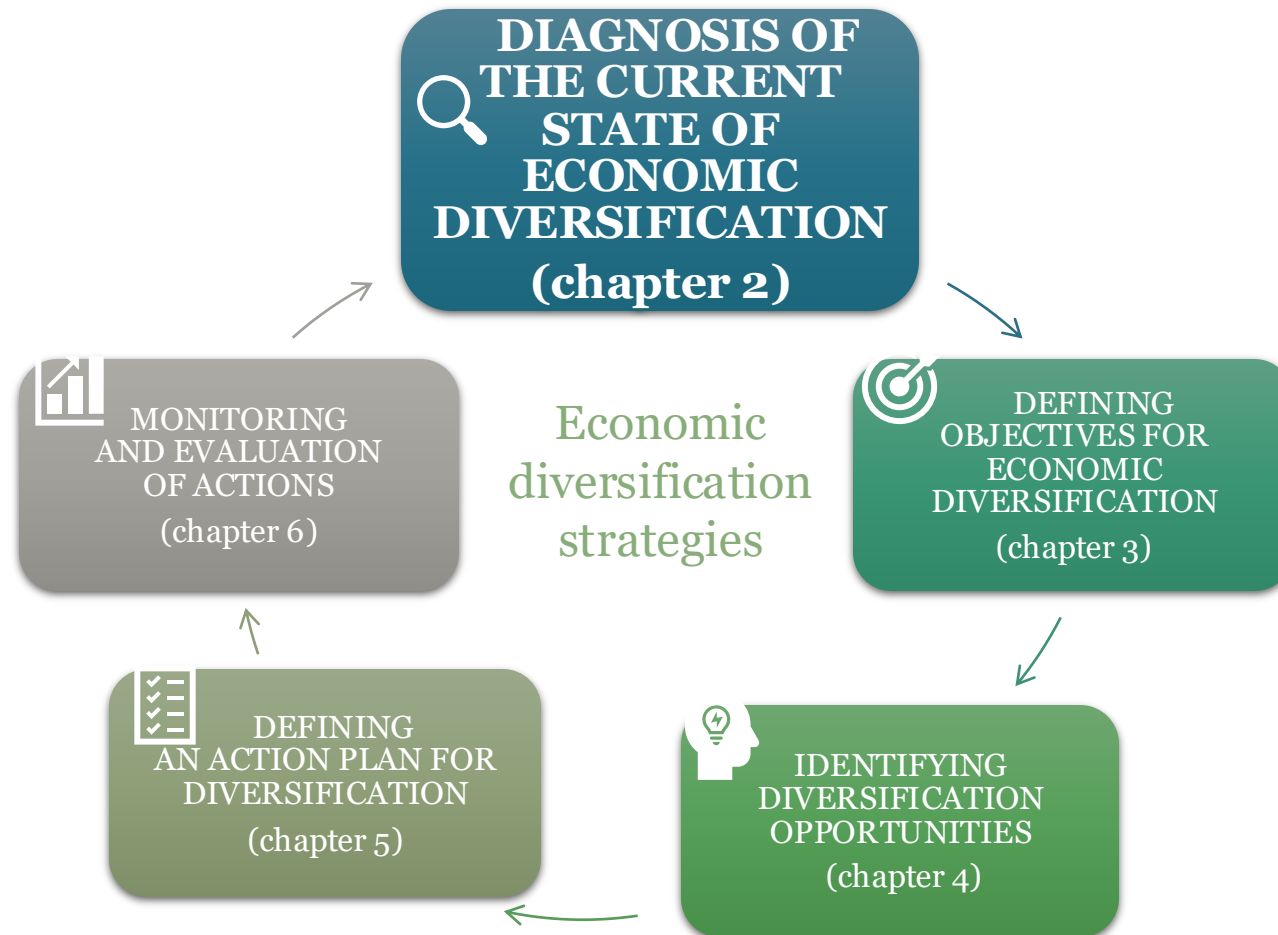 DIAGNOSIS OF
THE CURRENT
STATE OF
ECONOMIC
DIVERSIFICATION
(chapter 2)
DEFINING
OBJECTIVES FOR
ECONOMIC
DIVERSIFICATION
(chapter 3)
IDENTIFYING
DIVERSIFICATION
OPPORTUNITIES
(chapter 4)
DEFINING
AN ACTION PLAN FOR
DIVERSIFICATION
(chapter 5)
MONITORING
AND EVALUATION
OF ACTIONS
(chapter 6)
Economic
diversification
strategies